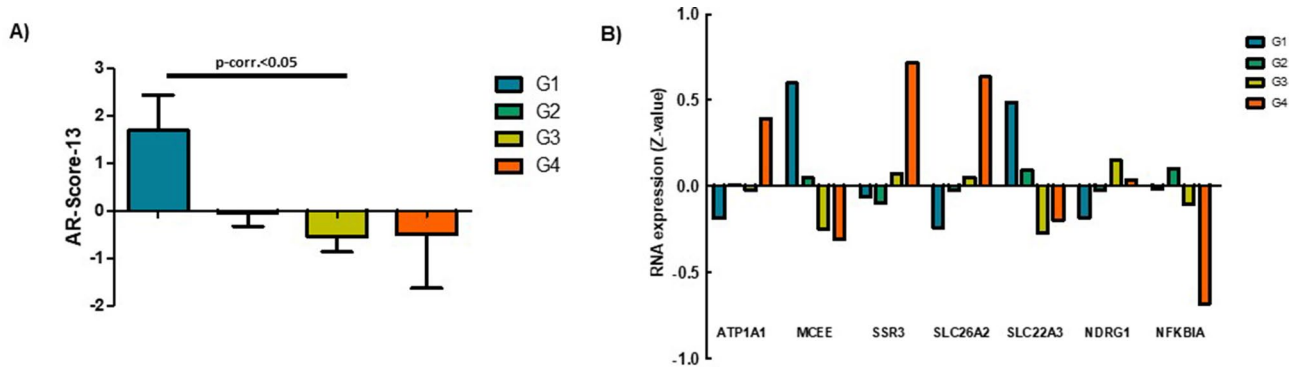 A)
p-corr.<0.05
AR-Score-13
3
2
1
0
-1
-2
G1
G2
G3
G4
B)
RNA expression (Z-value)
1.0
0.5
0.0
-0.5
-1.0
ATP1A1 MCEE SSR3 SLC26A2 SLC22A3 NDRG1 NFKBIA
G1
G2
G3
G4